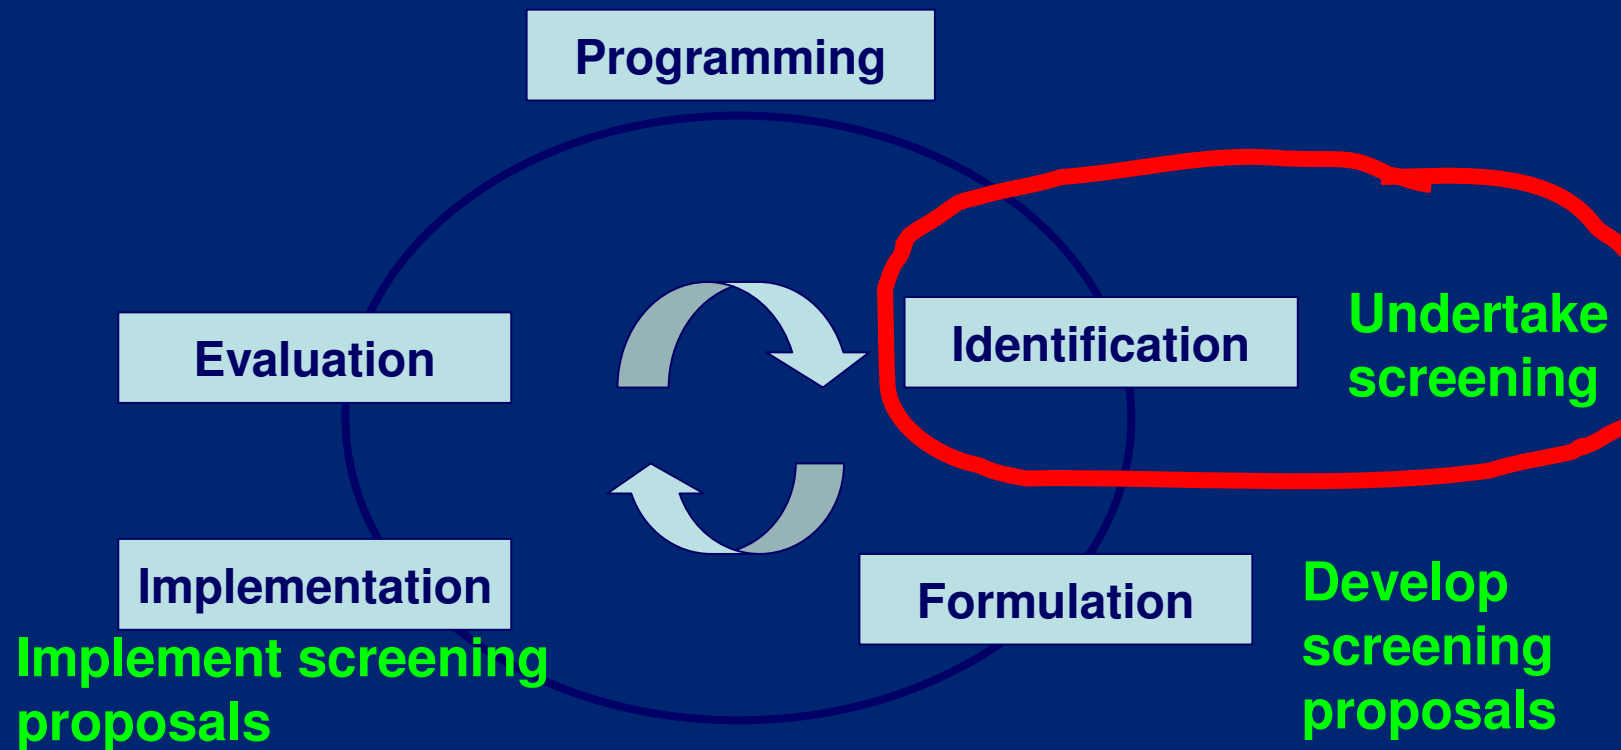 Programming
Evaluation
Identification
Undertake
screening
Implementation
Implement screening
proposals
Formulation
Develop
screening
proposals